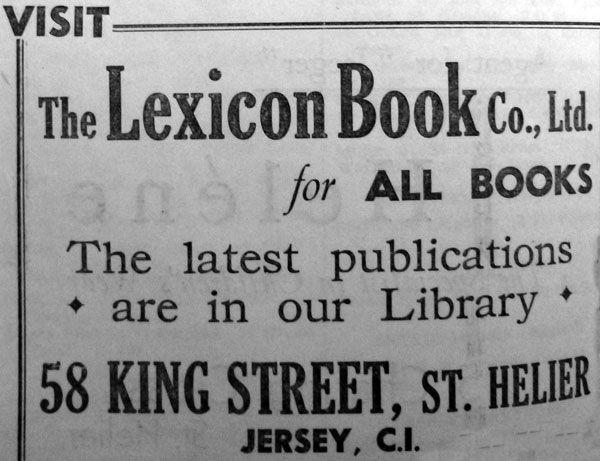 VISIT
The Lexicon Book Co., Ltd.
for ALL BOOKS
The latest publications
✦ are in our Library ✦
58 KING STREET, ST. HELIER
JERSEY, C.I.